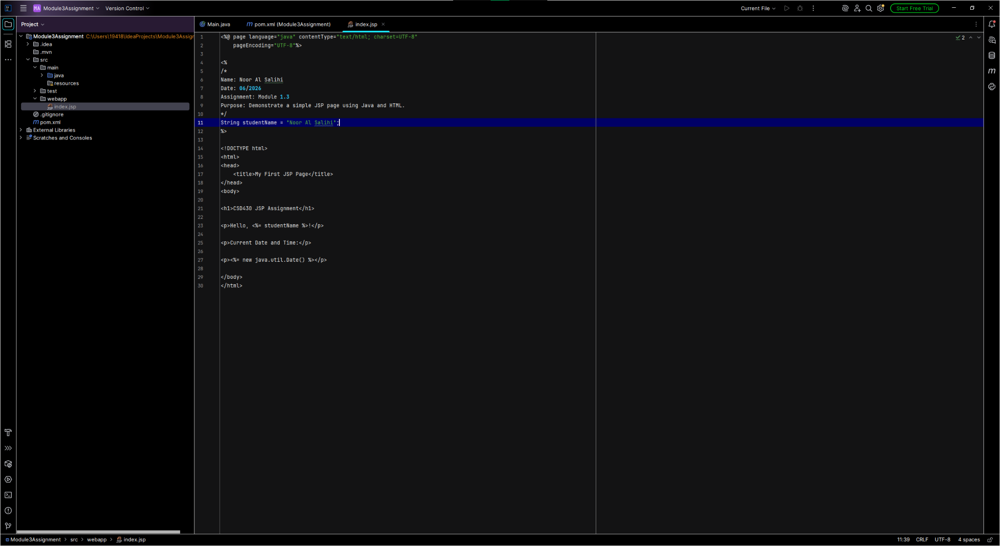 MA Module3Assignment Version Control Current File Start Free Trial
Project
Main.java pom.xml (Module3Assignment) index.jsp
Module3Assignment C:\Users\19418\IdeaProjects\Module3Assign
.idea
.mvn
src
main
java
resources
test
webapp
index.jsp
.gitignore
pom.xml
External Libraries
Scratches and Consoles
1 <%@ page language="java" contentType="text/html; charset=UTF-8"
2     pageEncoding="UTF-8"%>
3
4 <%
5 /*
6 Name: Noor Al Salihi
7 Date: 06/2026
8 Assignment: Module 1.3
9 Purpose: Demonstrate a simple JSP page using Java and HTML.
10 */
11 String studentName = "Noor Al Salihi";
12 %>
13
14 <!DOCTYPE html>
15 <html>
16 <head>
17     <title>My First JSP Page</title>
18 </head>
19 <body>
20
21 <h1>CSD430 JSP Assignment</h1>
22
23 <p>Hello, <%= studentName %>!</p>
24
25 <p>Current Date and Time:</p>
26
27 <p><%= new java.util.Date() %></p>
28
29 </body>
30 </html>
2
Module3Assignment > src > webapp > index.jsp
11:39 CRLF UTF-8 4 spaces